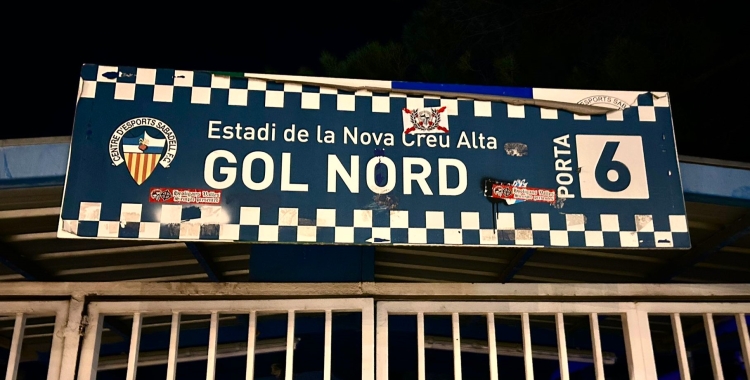 CENTRE D'ESPORTS SABADELL F.C.
Estadi de la Nova Creu Alta
GOL NORD
PORTA
6